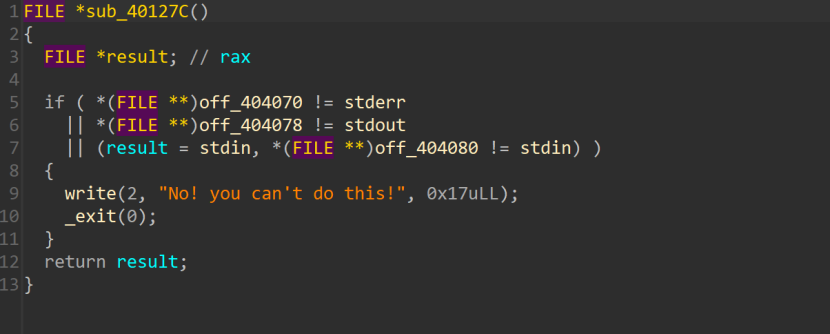 1 FILE *sub_40127C()
2 {
3   FILE *result; // rax
4
5   if ( *(FILE **)off_404070 != stderr
6     || *(FILE **)off_404078 != stdout
7     || (result = stdin, *(FILE **)off_404080 != stdin) )
8   {
9     write(2, "No! you can't do this!", 0x17uLL);
10     _exit(0);
11   }
12   return result;
13 }